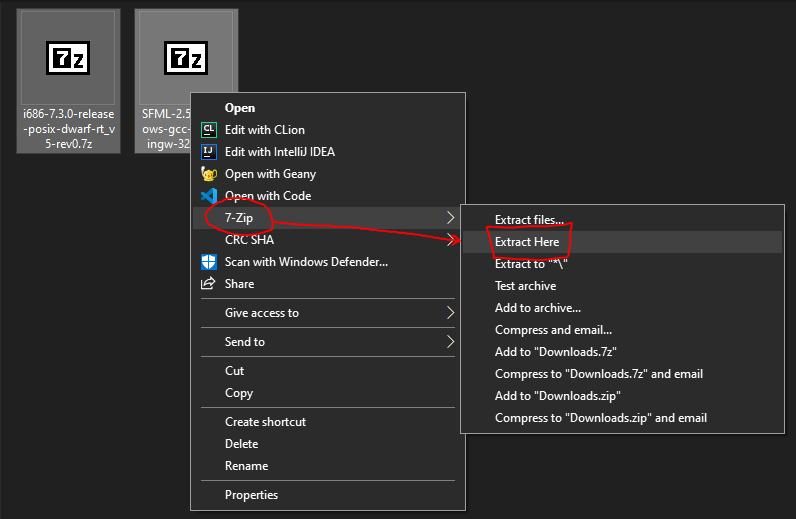 7z
7z
i686-7.3.0-release
-posix-dwarf-rt_v
5-rev0.7z
SFML-2.5
ows-gcc-
ingw-32
Open
CL
Edit with CLion
IJ
Edit with IntelliJ IDEA
Open with Geany
Open with Code
7-Zip
CRC SHA
Scan with Windows Defender...
Share
Give access to
Send to
Cut
Copy
Create shortcut
Delete
Rename
Properties
Extract files...
Extract Here
Extract to "*\"
Test archive
Add to archive...
Compress and email...
Add to "Downloads.7z"
Compress to "Downloads.7z" and email
Add to "Downloads.zip"
Compress to "Downloads.zip" and email